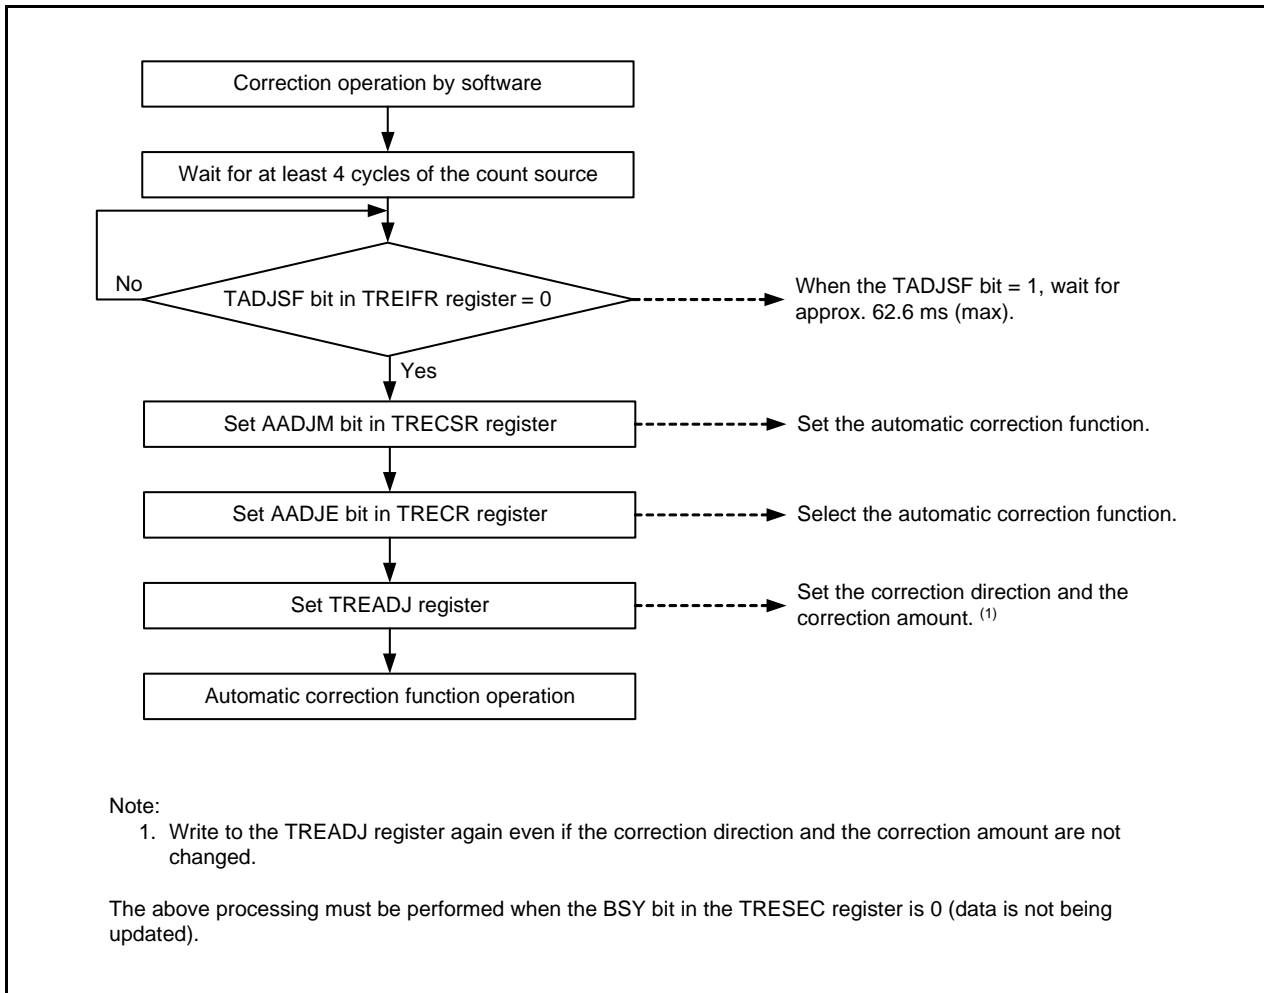 Correction operation by software
Wait for at least 4 cycles of the count source
No
TADJSF bit in TREIFR register = 0
When the TADJSF bit = 1, wait for
approx. 62.6 ms (max).
Yes
Set AADJM bit in TRECSR register
Set the automatic correction function.
Set AADJE bit in TRECR register
Select the automatic correction function.
Set TREADJ register
Set the correction direction and the
correction amount. (1)
Automatic correction function operation
Note:
1. Write to the TREADJ register again even if the correction direction and the correction amount are not
changed.
The above processing must be performed when the BSY bit in the TRESEC register is 0 (data is not being
updated).